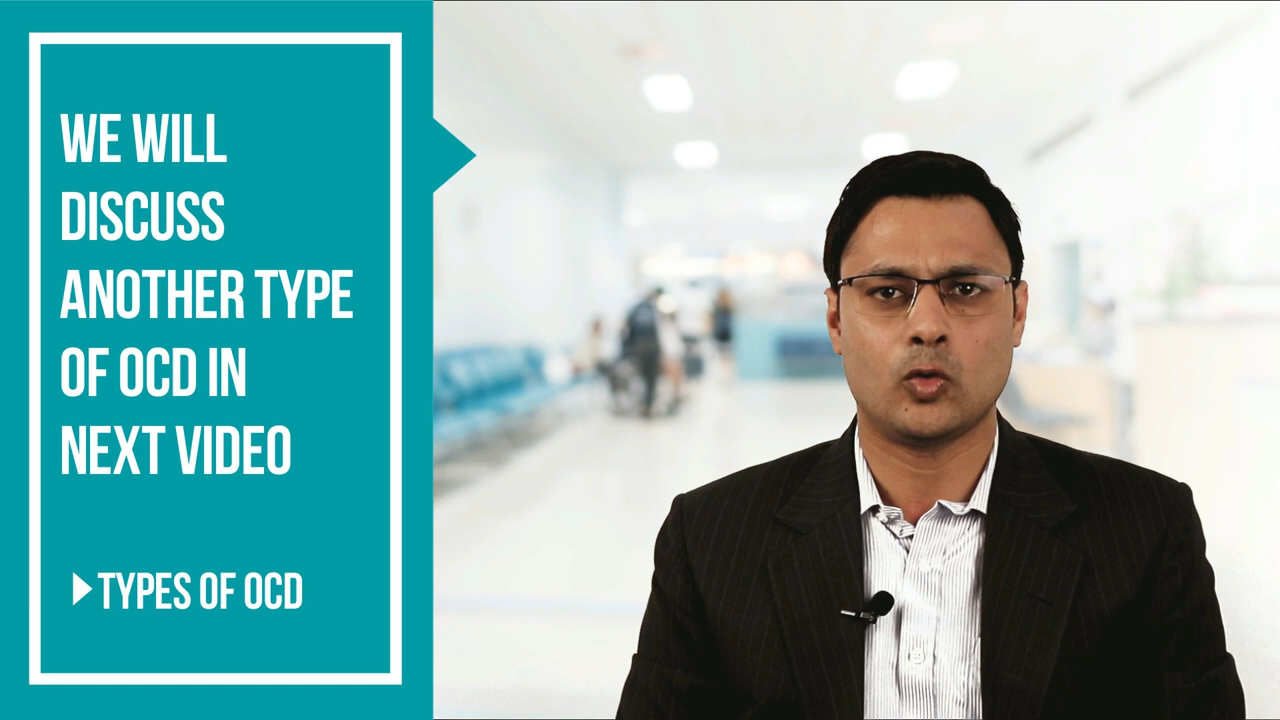 WE WILL
DISCUSS
ANOTHER TYPE
OF OCD IN
NEXT VIDEO
TYPES OF OCD